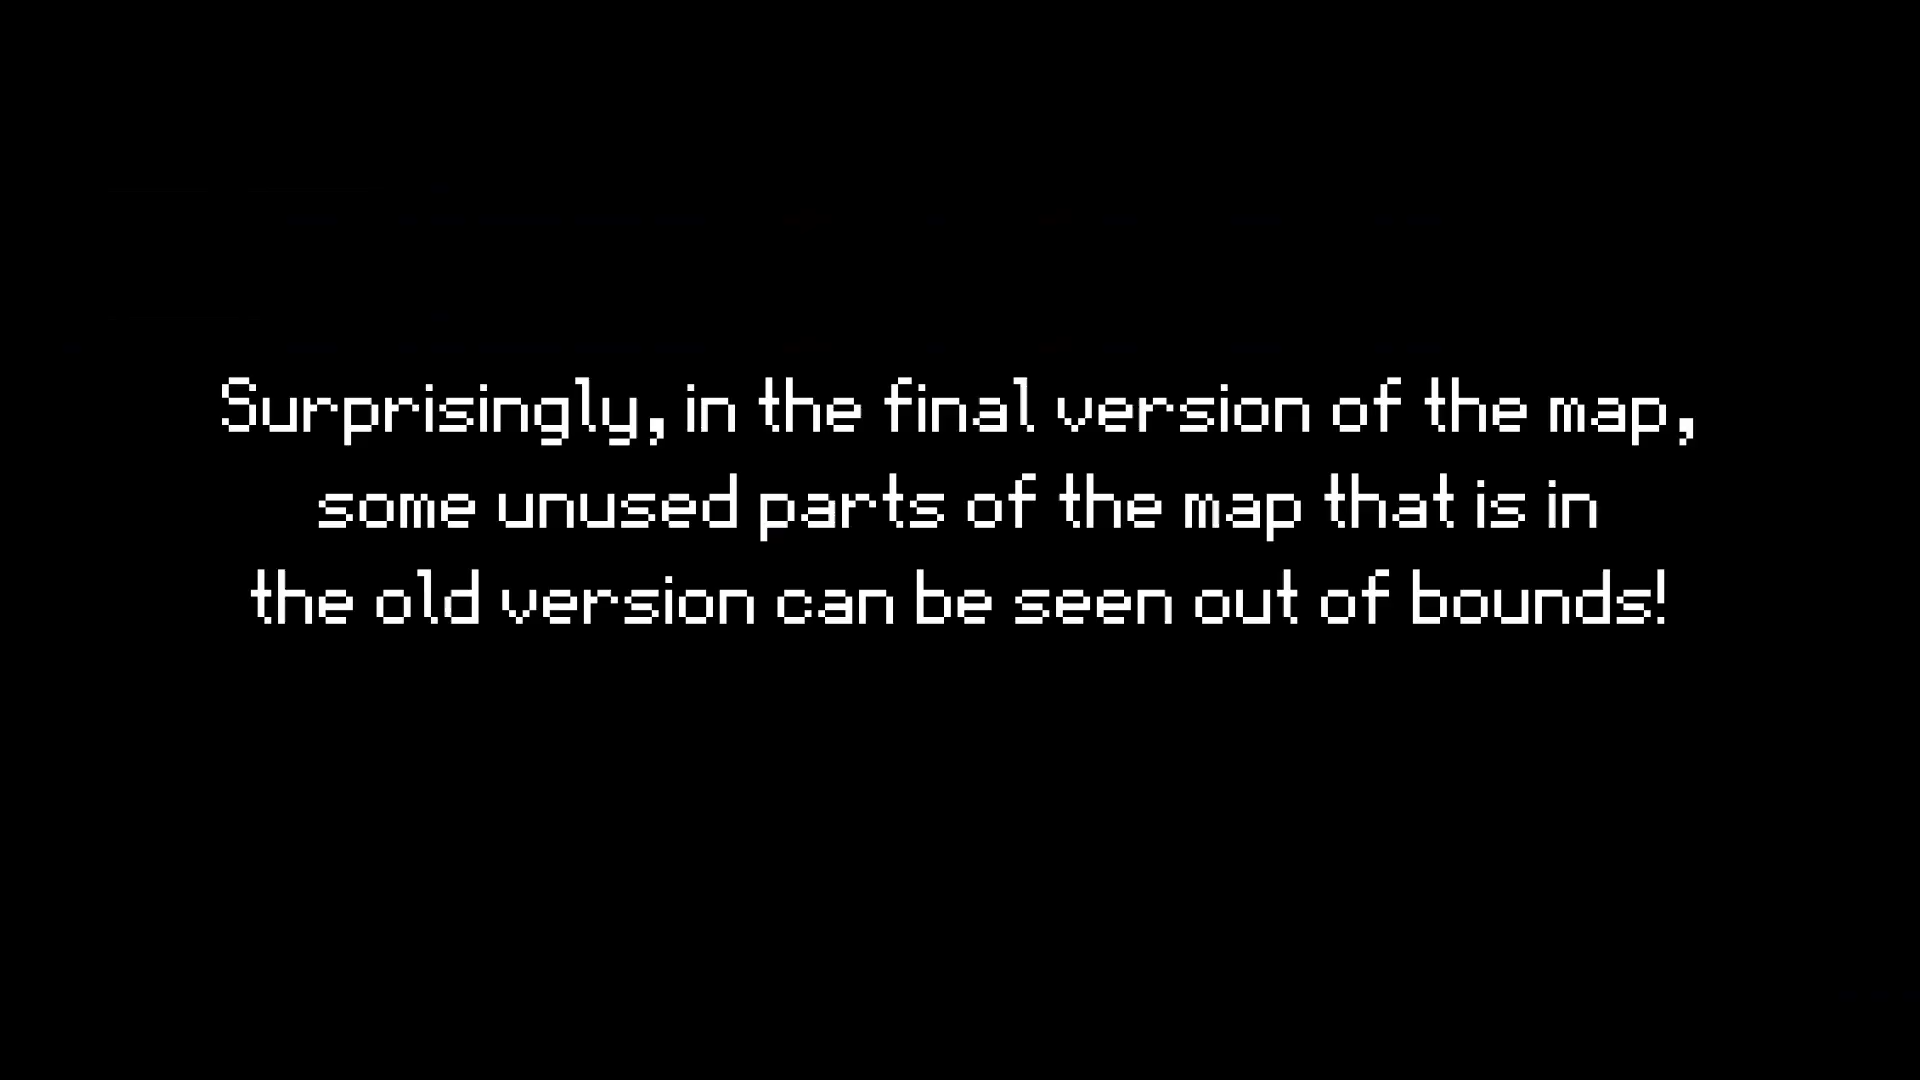 Surprisingly, in the final version of the map,
some unused parts of the map that is in
the old version can be seen out of bounds!